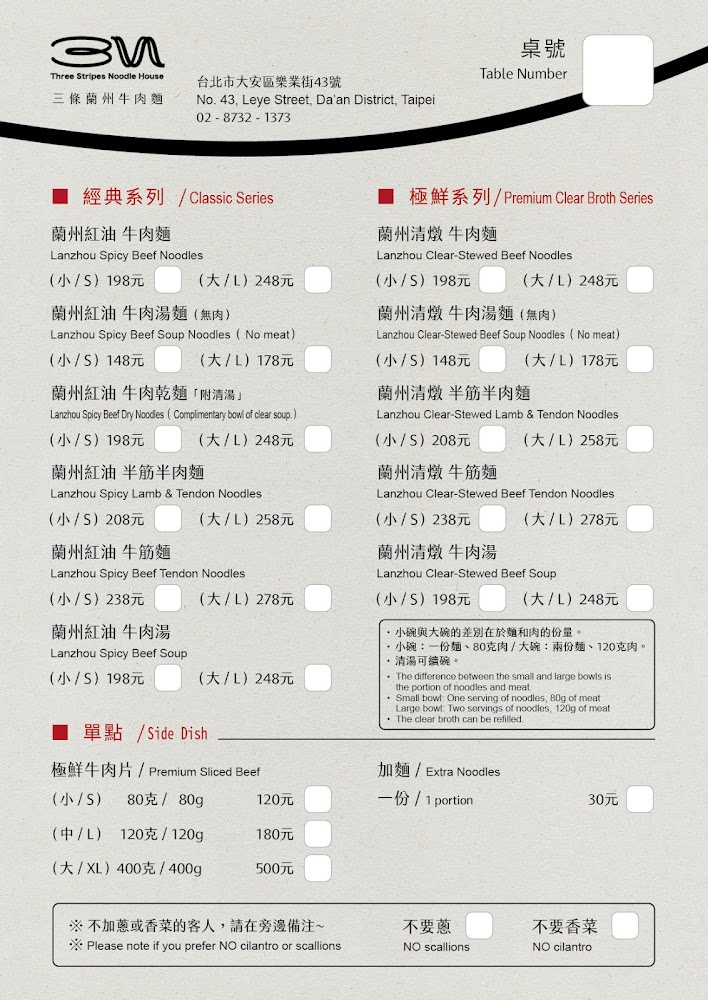 Three Stripes Noodle House
三條蘭州牛肉麵
台北市大安區樂業街43號
No. 43, Leye Street, Da'an District, Taipei
02 - 8732 - 1373
桌號
Table Number
經典系列 /Classic Series
蘭州紅油 牛肉麵
Lanzhou Spicy Beef Noodles
(小/S) 198元 (大/L) 248元
蘭州紅油 牛肉湯麵 (無肉)
Lanzhou Spicy Beef Soup Noodles ( No meat)
(小/S) 148元 (大/L) 178元
蘭州紅油 牛肉乾麵「附清湯」
Lanzhou Spicy Beef Dry Noodles ( Complimentary bowl of clear soup.)
(小/S) 198元 (大/L) 248元
蘭州紅油 半筋半肉麵
Lanzhou Spicy Lamb & Tendon Noodles
(小/S) 208元 (大/L) 258元
蘭州紅油 牛筋麵
Lanzhou Spicy Beef Tendon Noodles
(小/S) 238元 (大/L) 278元
蘭州紅油 牛肉湯
Lanzhou Spicy Beef Soup
(小/S) 198元 (大/L) 248元
極鮮系列/Premium Clear Broth Series
蘭州清燉 牛肉麵
Lanzhou Clear-Stewed Beef Noodles
(小/S) 198元 (大/L) 248元
蘭州清燉 牛肉湯麵 (無肉)
Lanzhou Clear-Stewed Beef Soup Noodles ( No meat)
(小/S) 148元 (大/L) 178元
蘭州清燉 半筋半肉麵
Lanzhou Clear-Stewed Lamb & Tendon Noodles
(小/S) 208元 (大/L) 258元
蘭州清燉 牛筋麵
Lanzhou Clear-Stewed Beef Tendon Noodles
(小/S) 238元 (大/L) 278元
蘭州清燉 牛肉湯
Lanzhou Clear-Stewed Beef Soup
(小/S) 198元 (大/L) 248元
・小碗與大碗的差別在於麵和肉的份量。
・小碗：一份麵、80克肉 / 大碗：兩份麵、120克肉。
・清湯可續碗。
・The difference between the small and large bowls is
the portion of noodles and meat.
・Small bowl: One serving of noodles, 80g of meat
Large bowl: Two servings of noodles, 120g of meat
・The clear broth can be refilled.
單點 /Side Dish
極鮮牛肉片 / Premium Sliced Beef
(小/S) 80克 / 80g 120元
(中/L) 120克 / 120g 180元
(大/XL) 400克 / 400g 500元
加麵 / Extra Noodles
一份 / 1 portion 30元
※ 不加蔥或香菜的客人，請在旁邊備注~
※ Please note if you prefer NO cilantro or scallions
不要蔥
NO scallions
不要香菜
NO cilantro